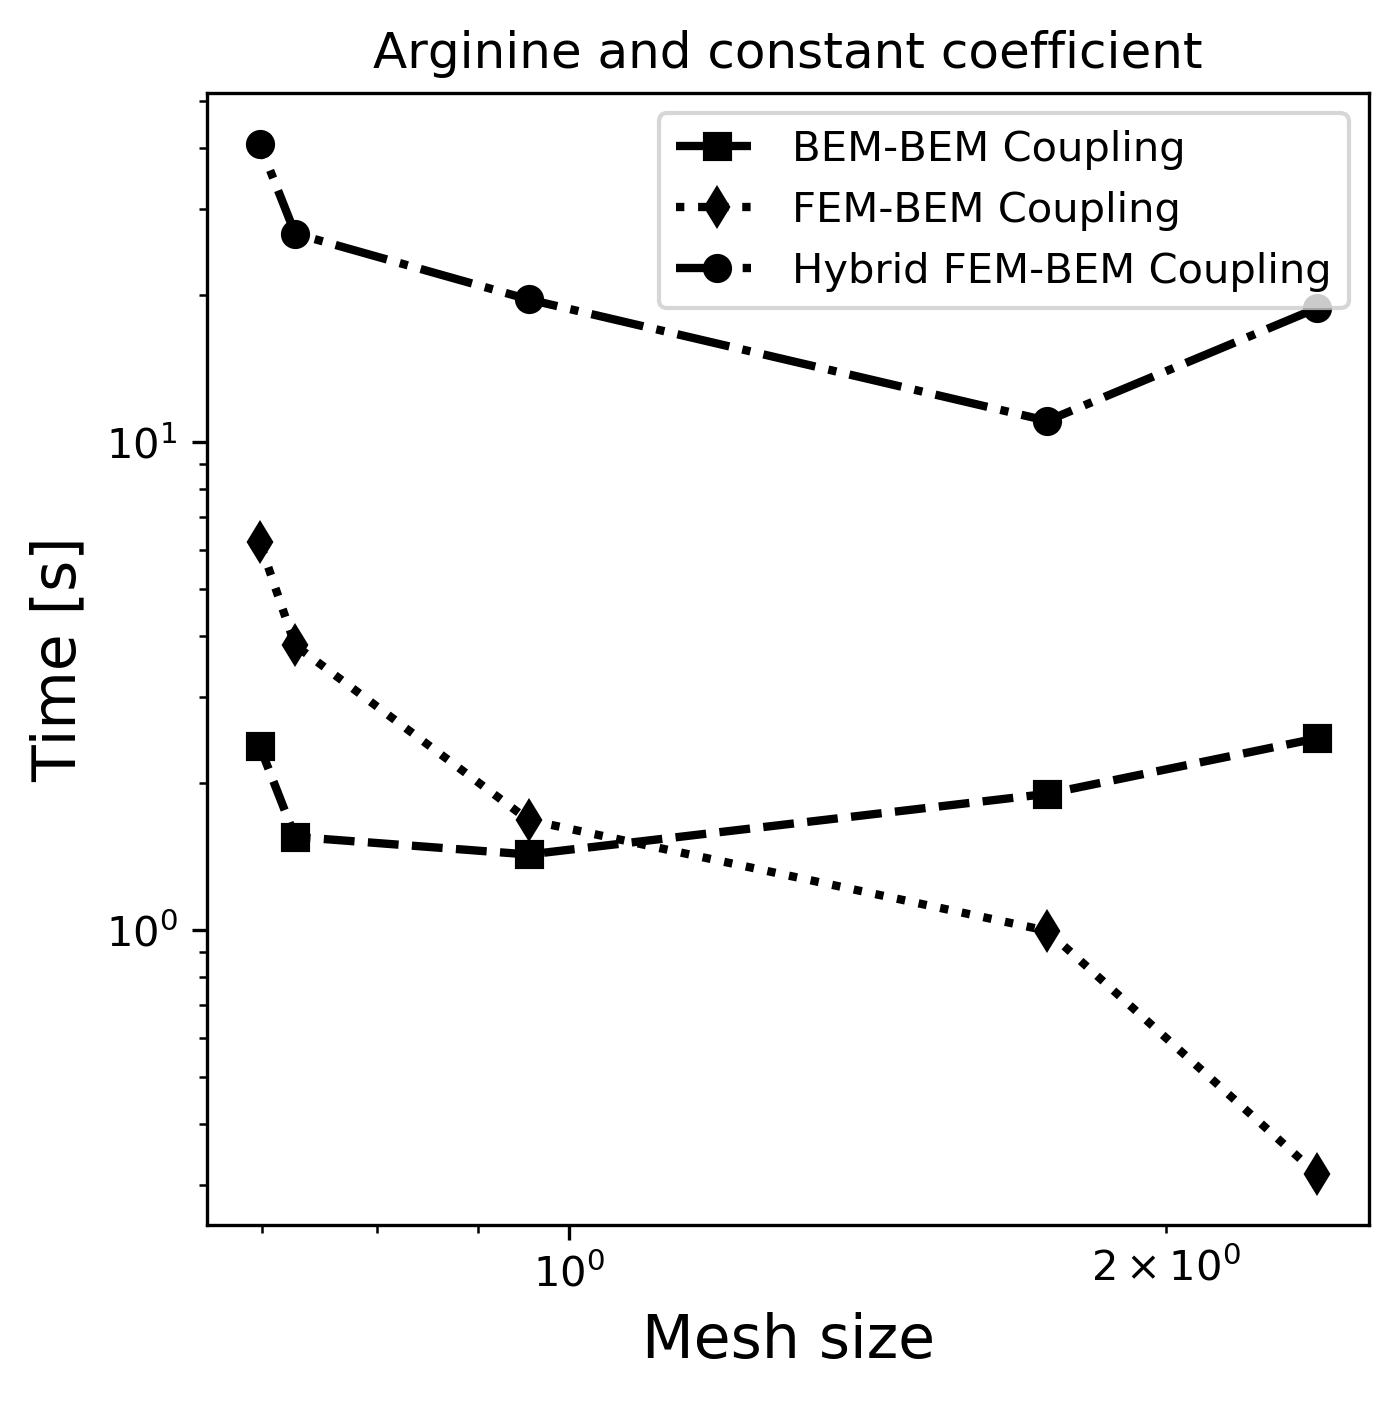 Arginine and constant coefficient
BEM-BEM Coupling
FEM-BEM Coupling
Hybrid FEM-BEM Coupling
Time [s]
10¹
10⁰
10⁰
2 × 10⁰
Mesh size